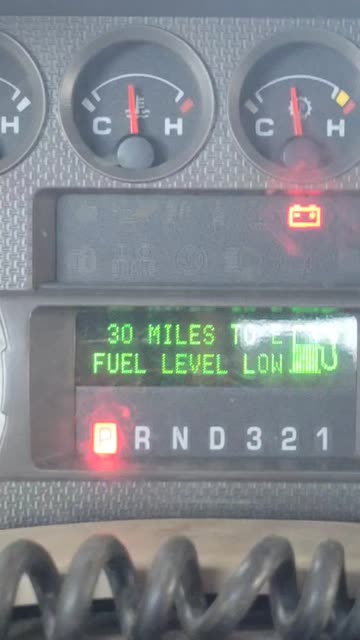 H C H C H
30 MILES TO E
FUEL LEVEL LOW
P R N D 3 2 1